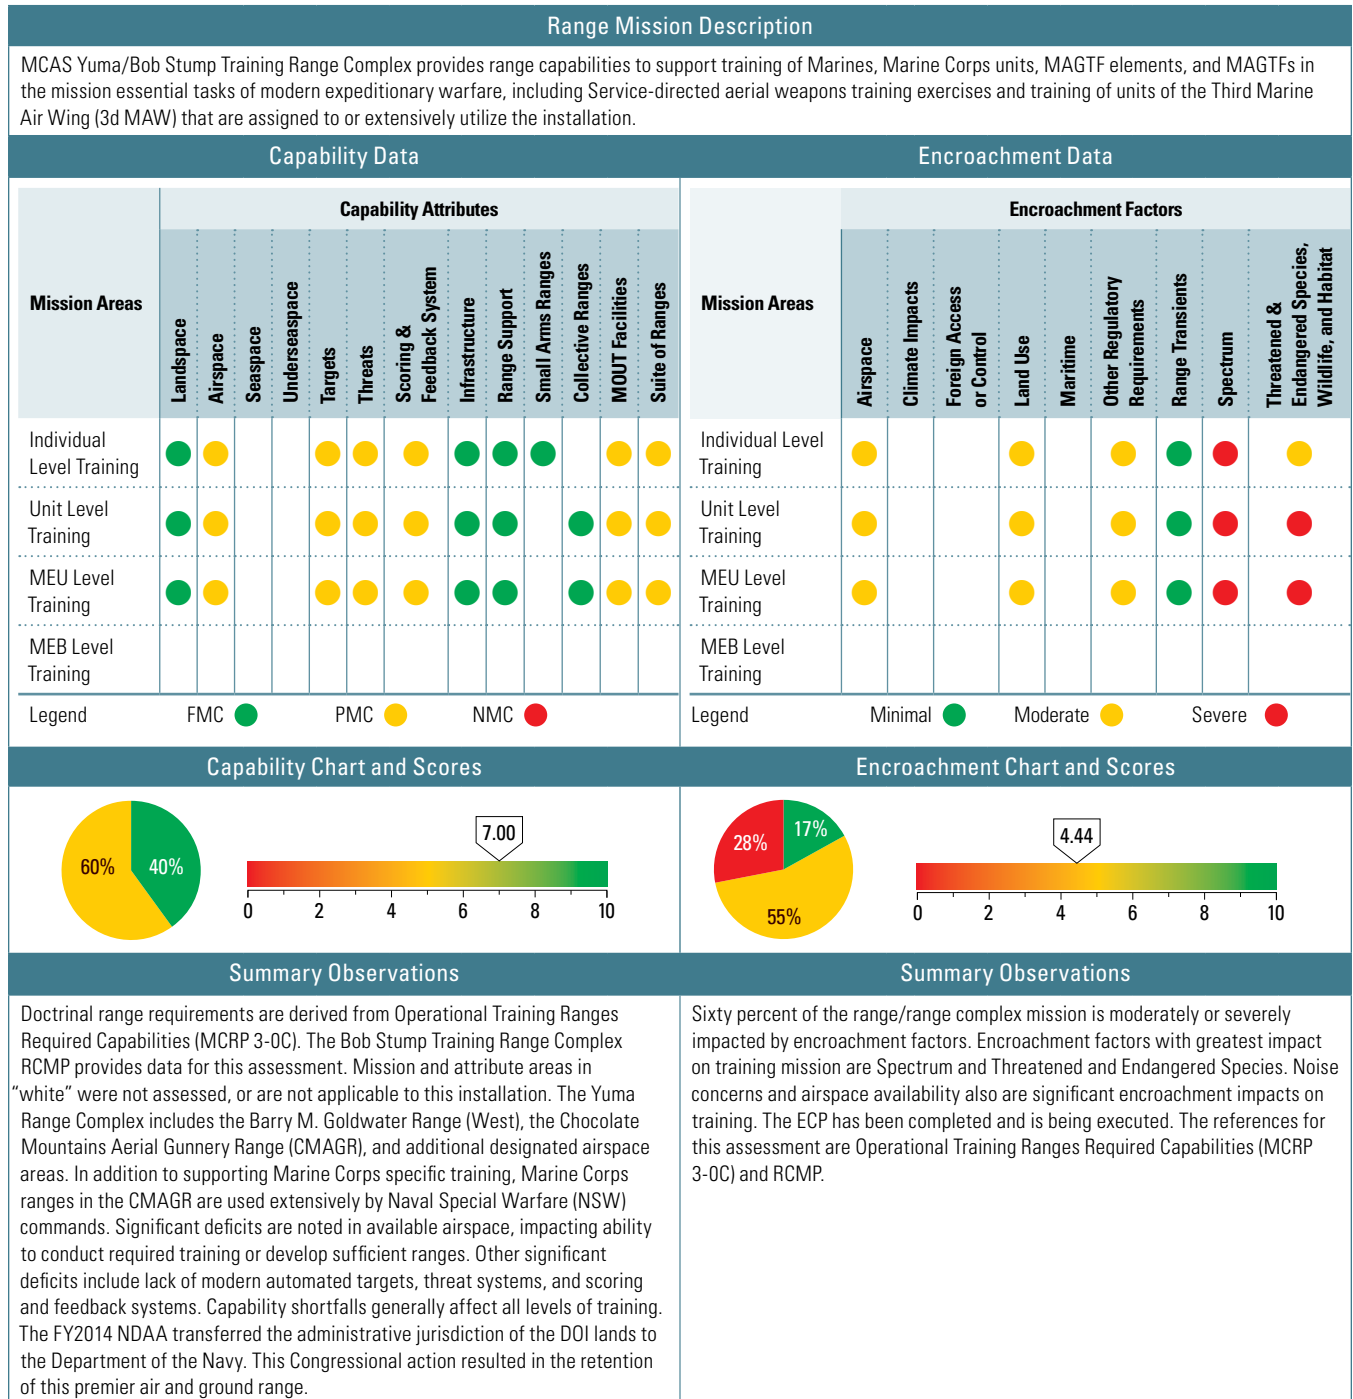 Range Mission Description
MCAS Yuma/Bob Stump Training Range Complex provides range capabilities to support training of Marines, Marine Corps units, MAGTF elements, and MAGTFs in
the mission essential tasks of modern expeditionary warfare, including Service-directed aerial weapons training exercises and training of units of the Third Marine
Air Wing (3d MAW) that are assigned to or extensively utilize the installation.
Capability Data
Mission Areas
Capability Attributes
Landspace
Airspace
Seaspace
Underseaspace
Targets
Threats
Scoring &
Feedback System
Infrastructure
Range Support
Small Arms Ranges
Collective Ranges
MOUT Facilities
Suite of Ranges
Individual
Level Training
Unit Level
Training
MEU Level
Training
MEB Level
Training
Legend FMC PMC NMC
Encroachment Data
Mission Areas
Encroachment Factors
Airspace
Climate Impacts
Foreign Access
or Control
Land Use
Maritime
Other Regulatory
Requirements
Range Transients
Spectrum
Threatened &
Endangered Species,
Wildlife, and Habitat
Individual Level
Training
Unit Level
Training
MEU Level
Training
MEB Level
Training
Legend Minimal Moderate Severe
Capability Chart and Scores
60% 40%
7.00
0 2 4 6 8 10
Encroachment Chart and Scores
28% 17%
55%
4.44
0 2 4 6 8 10
Summary Observations
Doctrinal range requirements are derived from Operational Training Ranges
Required Capabilities (MCRP 3-0C). The Bob Stump Training Range Complex
RCMP provides data for this assessment. Mission and attribute areas in
“white” were not assessed, or are not applicable to this installation. The Yuma
Range Complex includes the Barry M. Goldwater Range (West), the Chocolate
Mountains Aerial Gunnery Range (CMAGR), and additional designated airspace
areas. In addition to supporting Marine Corps specific training, Marine Corps
ranges in the CMAGR are used extensively by Naval Special Warfare (NSW)
commands. Significant deficits are noted in available airspace, impacting ability
to conduct required training or develop sufficient ranges. Other significant
deficits include lack of modern automated targets, threat systems, and scoring
and feedback systems. Capability shortfalls generally affect all levels of training.
The FY2014 NDAA transferred the administrative jurisdiction of the DOI lands to
the Department of the Navy. This Congressional action resulted in the retention
of this premier air and ground range.
Summary Observations
Sixty percent of the range/range complex mission is moderately or severely
impacted by encroachment factors. Encroachment factors with greatest impact
on training mission are Spectrum and Threatened and Endangered Species. Noise
concerns and airspace availability also are significant encroachment impacts on
training. The ECP has been completed and is being executed. The references for
this assessment are Operational Training Ranges Required Capabilities (MCRP
3-0C) and RCMP.